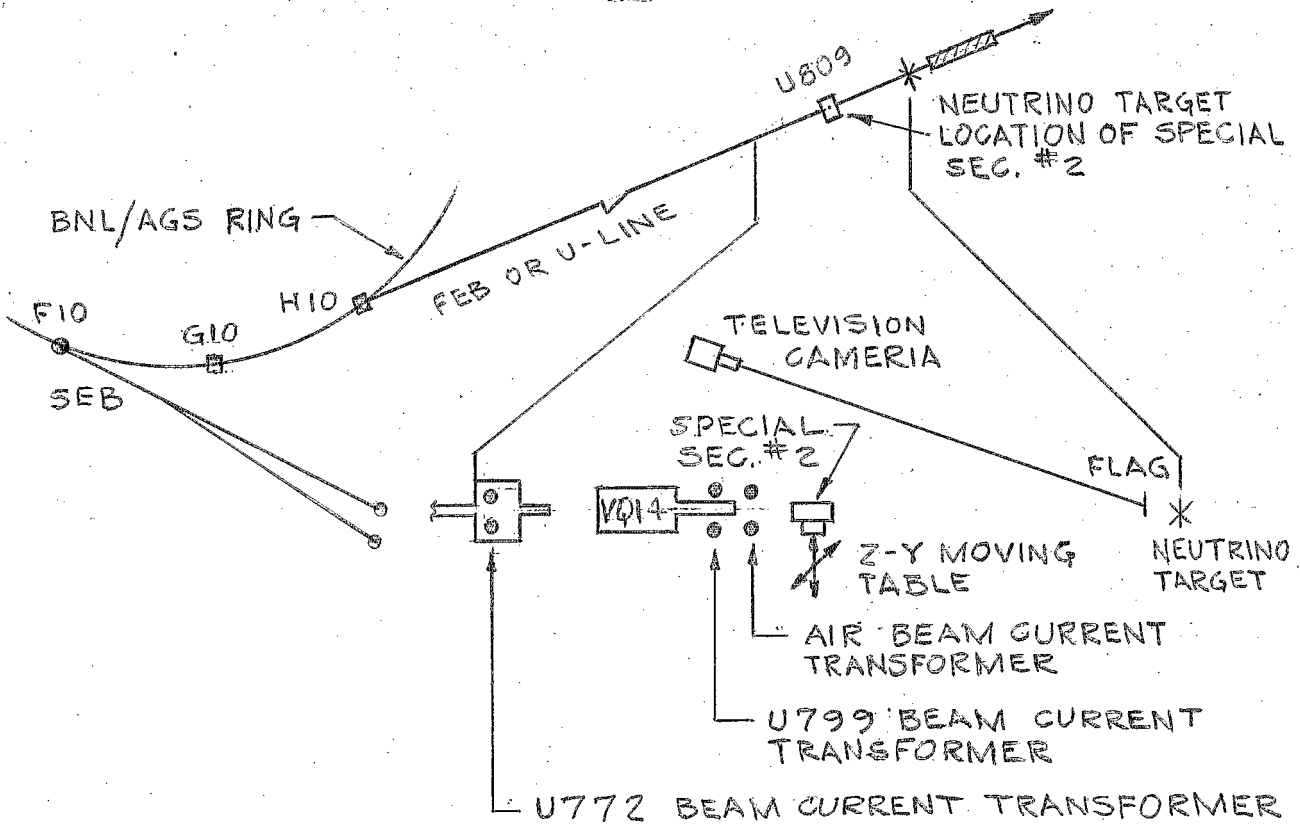 U809
NEUTRINO TARGET
LOCATION OF SPECIAL
SEC. #2
BNL/AGS RING
FEB OR U-LINE
H10
F10
G10
SEB
TELEVISION
CAMERIA
SPECIAL
SEC. #2
FLAG
VQ14
Z-Y MOVING
TABLE
NEUTRINO
TARGET
AIR BEAM CURRENT
TRANSFORMER
U799 BEAM CURRENT
TRANSFORMER
U772 BEAM CURRENT TRANSFORMER